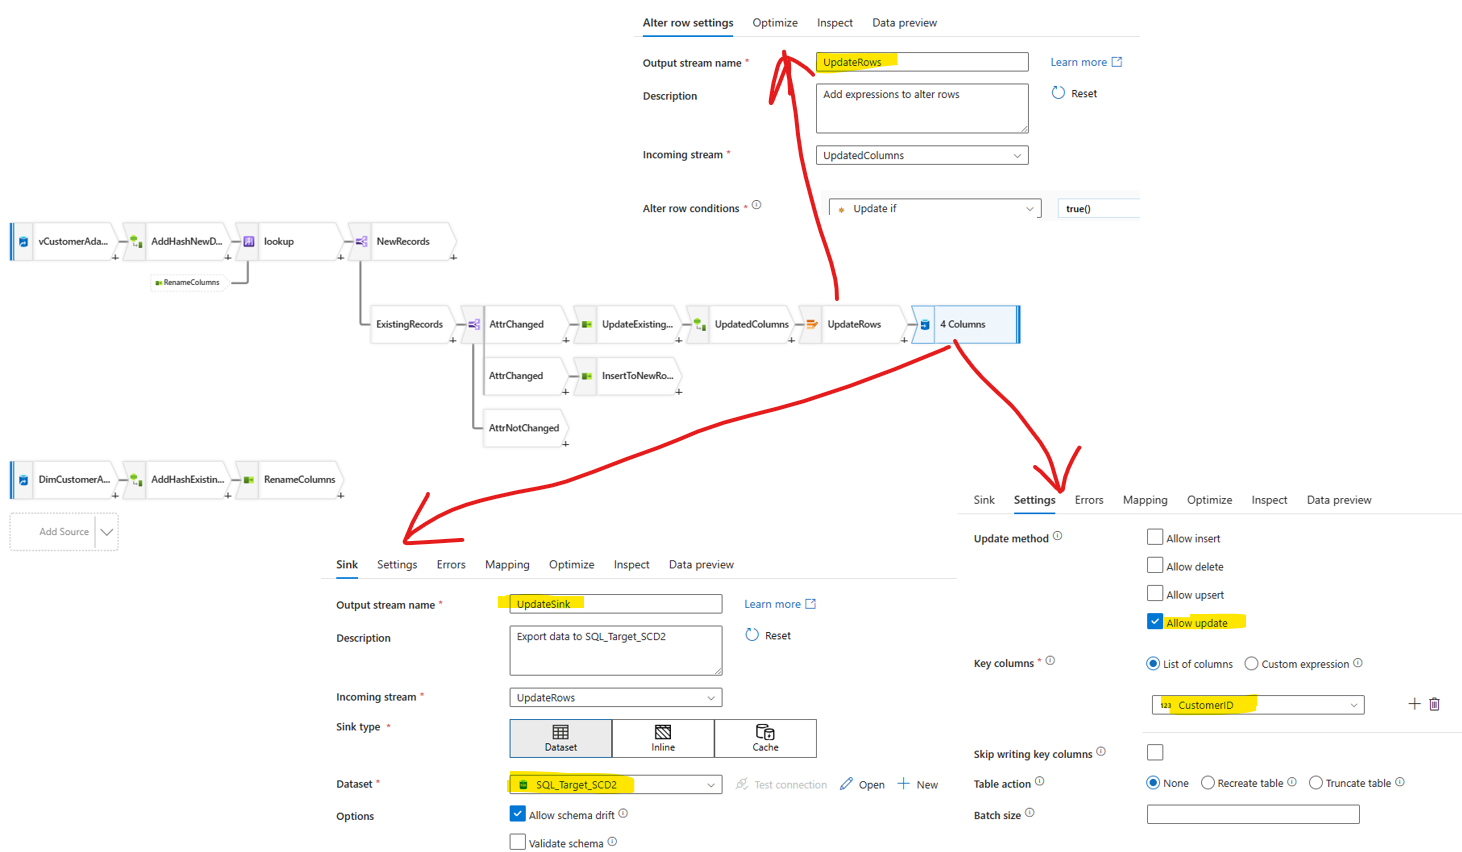 Alter row settings Optimize Inspect Data preview
Output stream name * UpdateRows Learn more
Description Add expressions to alter rows Reset
Incoming stream * UpdatedColumns
Alter row conditions * Update if true()
vCustomerAda... AddHashNewD... lookup NewRecords
RenameColumns
ExistingRecords AttrChanged UpdateExisting... UpdatedColumns UpdateRows 4 Columns
AttrChanged InsertToNewRo...
AttrNotChanged
DimCustomerA... AddHashExistin... RenameColumns
Add Source
Sink Settings Errors Mapping Optimize Inspect Data preview
Output stream name * UpdateSink Learn more
Description Export data to SQL_Target_SCD2 Reset
Incoming stream * UpdateRows
Sink type *
Dataset Inline Cache
Dataset * SQL_Target_SCD2 Test connection Open New
Options Allow schema drift
Validate schema
Sink Settings Errors Mapping Optimize Inspect Data preview
Update method Allow insert
Allow delete
Allow upsert
Allow update
Key columns * List of columns Custom expression
123 CustomerID
Skip writing key columns
Table action None Recreate table Truncate table
Batch size